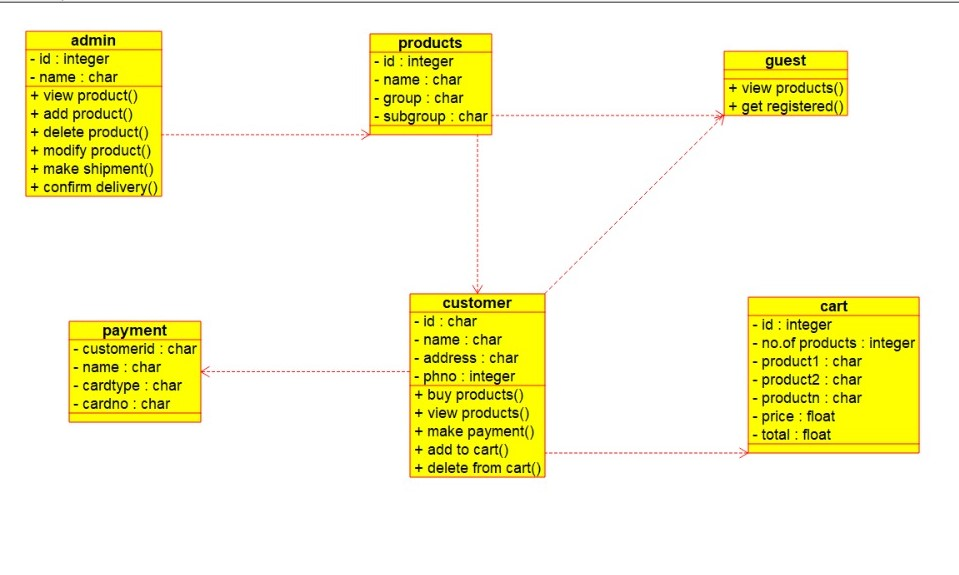 admin
- id : integer
- name : char
+ view product()
+ add product()
+ delete product()
+ modify product()
+ make shipment()
+ confirm delivery()
products
- id : integer
- name : char
- group : char
- subgroup : char
guest
+ view products()
+ get registered()
payment
- customerid : char
- name : char
- cardtype : char
- cardno : char
customer
- id : char
- name : char
- address : char
- phno : integer
+ buy products()
+ view products()
+ make payment()
+ add to cart()
+ delete from cart()
cart
- id : integer
- no.of products : integer
- product1 : char
- product2 : char
- productn : char
- price : float
- total : float